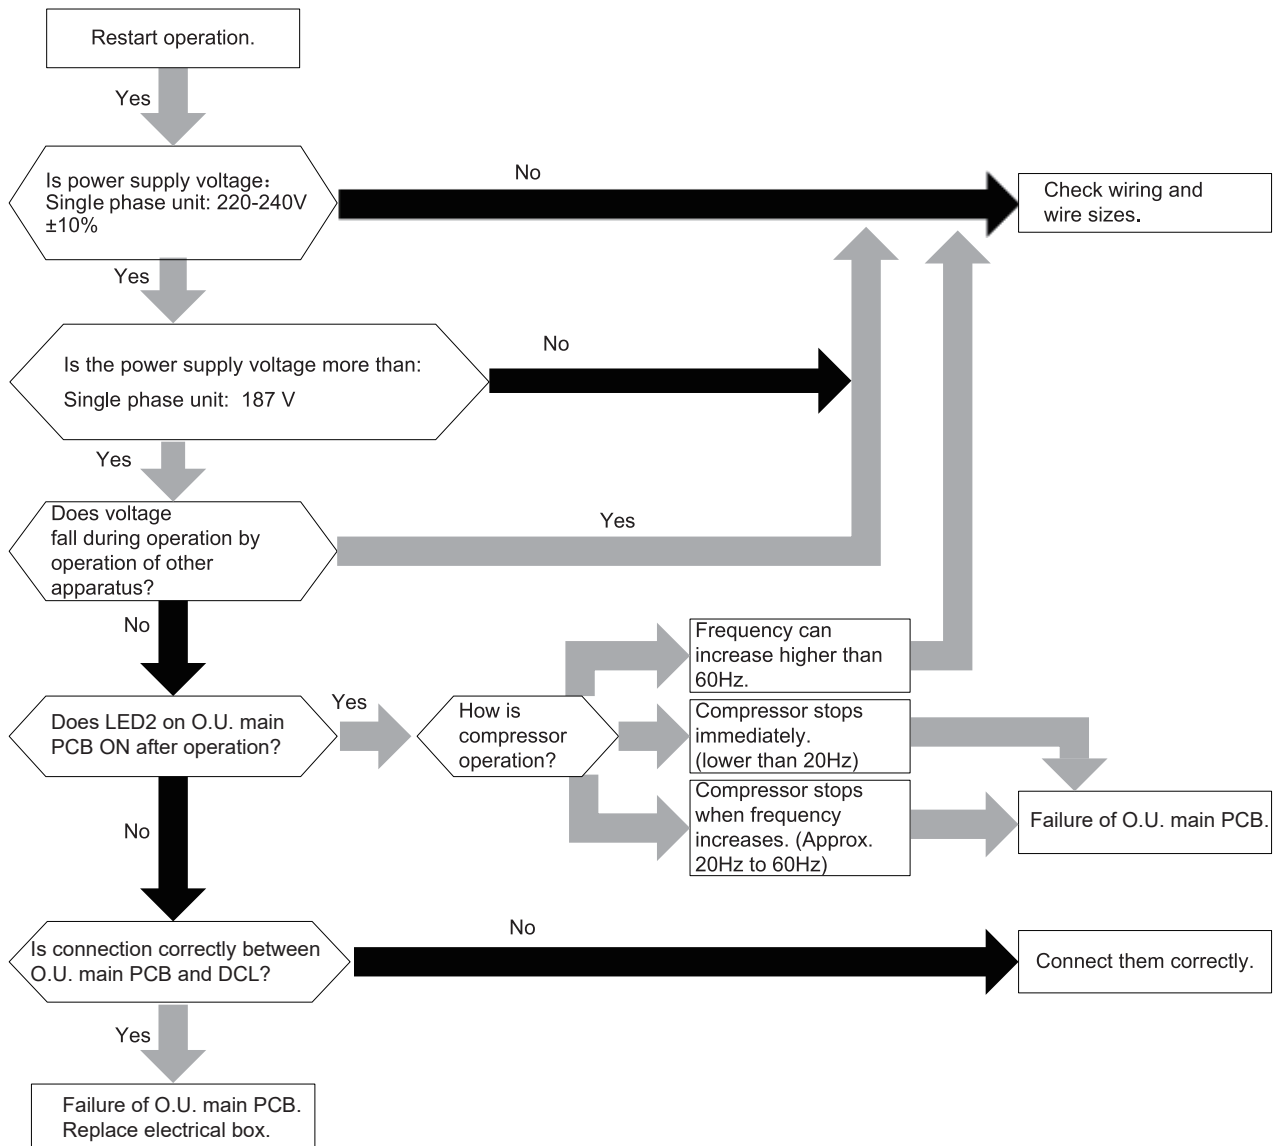 Restart operation.
Yes
Is power supply voltage:
Single phase unit: 220-240V
±10%
No
Check wiring and
wire sizes.
Yes
Is the power supply voltage more than:
Single phase unit:  187 V
No
Yes
Does voltage
fall during operation by
operation of other
apparatus?
Yes
No
Does LED2 on O.U. main
PCB ON after operation?
Yes
How is
compressor
operation?
Frequency can
increase higher than
60Hz.
Compressor stops
immediately.
(lower than 20Hz)
Compressor stops
when frequency
increases. (Approx.
20Hz to 60Hz)
Failure of O.U. main PCB.
No
Is connection correctly between
O.U. main PCB and DCL?
No
Connect them correctly.
Yes
Failure of O.U. main PCB.
Replace electrical box.